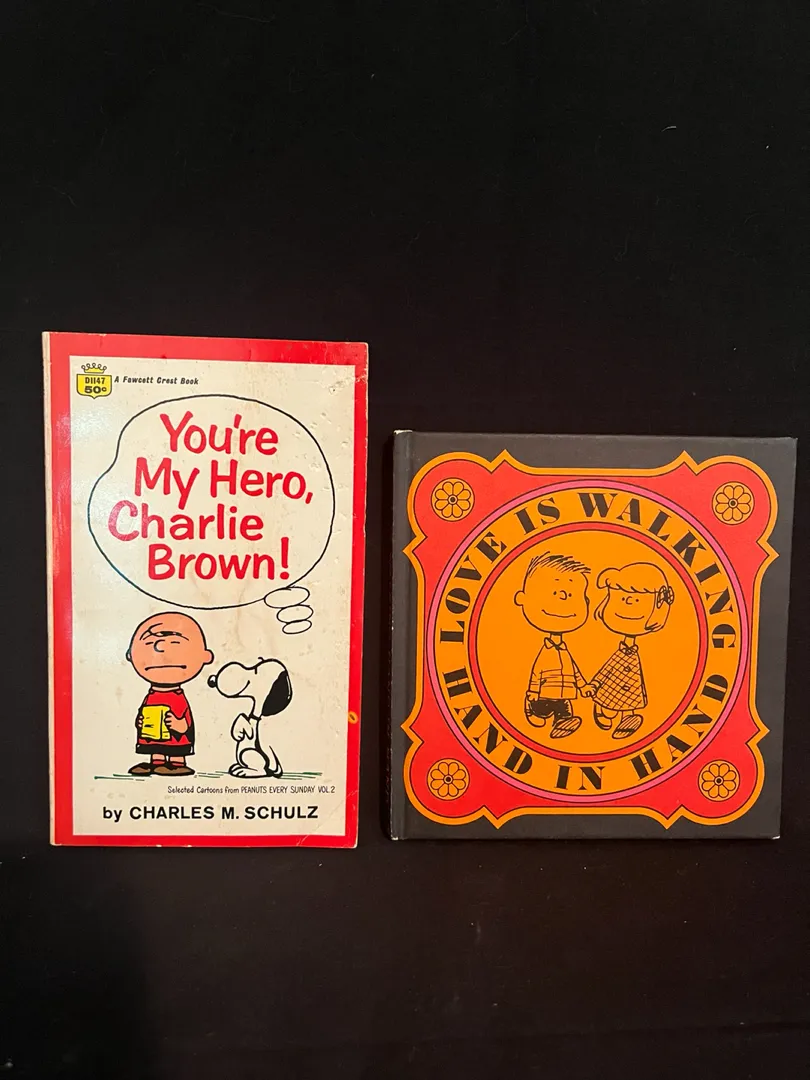 D1147
50¢
A Fawcett Crest Book
You're
My Hero,
Charlie
Brown!
Selected Cartoons from PEANUTS EVERY SUNDAY VOL 2
by CHARLES M. SCHULZ
LOVE IS WALKING
HAND IN HAND